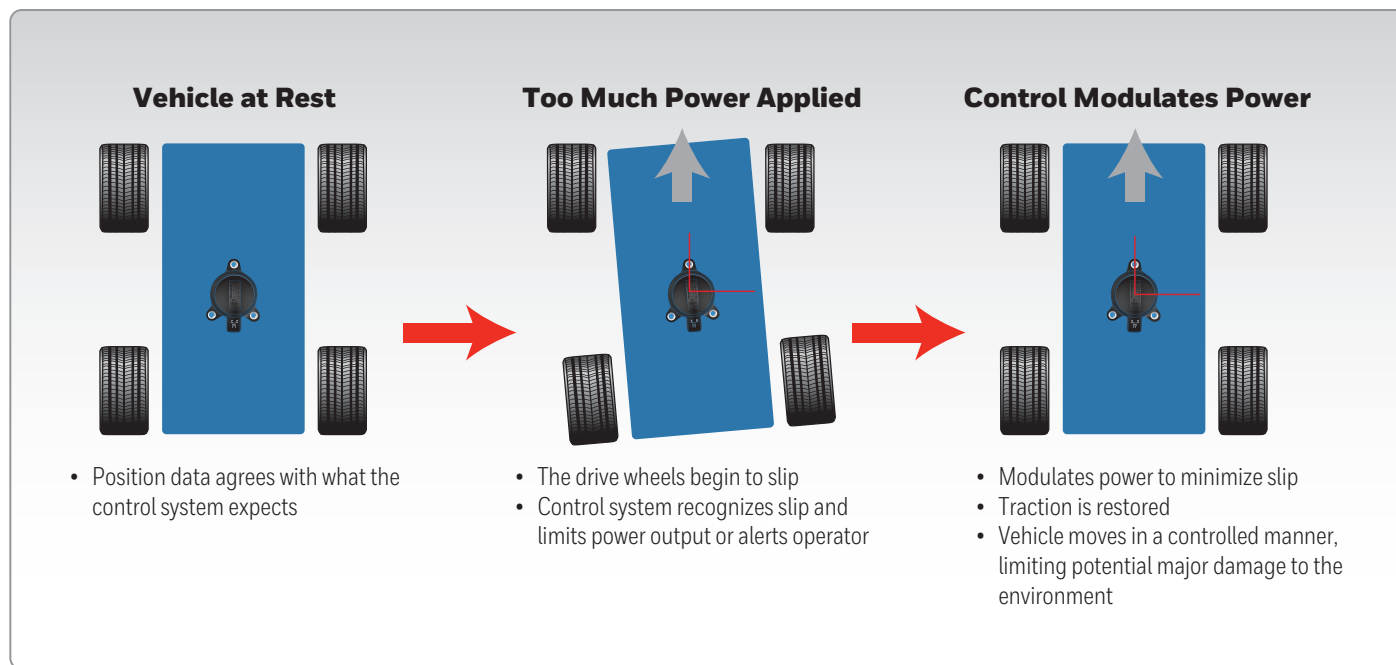 Vehicle at Rest
• Position data agrees with what the
control system expects
Too Much Power Applied
• The drive wheels begin to slip
• Control system recognizes slip and
limits power output or alerts operator
Control Modulates Power
• Modulates power to minimize slip
• Traction is restored
• Vehicle moves in a controlled manner,
limiting potential major damage to the
environment